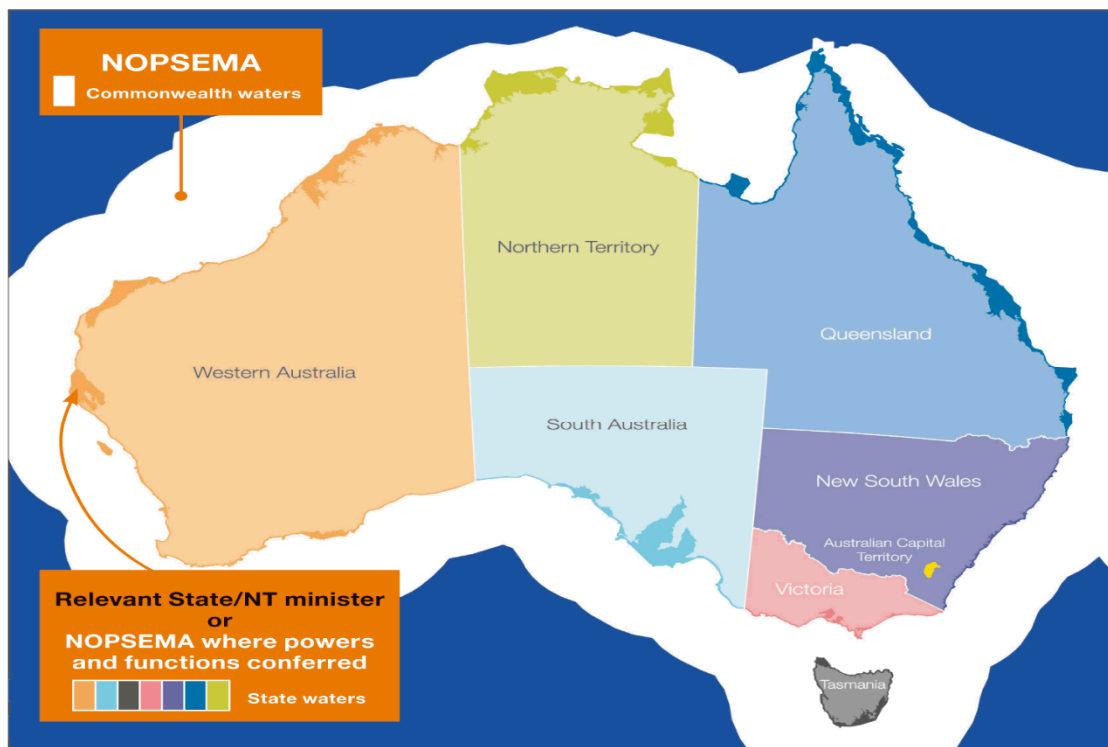 NOPSEMA
Commonwealth waters
Northern Territory
Queensland
Western Australia
South Australia
New South Wales
Australian Capital
Territory
Victoria
Relevant State/NT minister
or
NOPSEMA where powers
and functions conferred
State waters
Tasmania